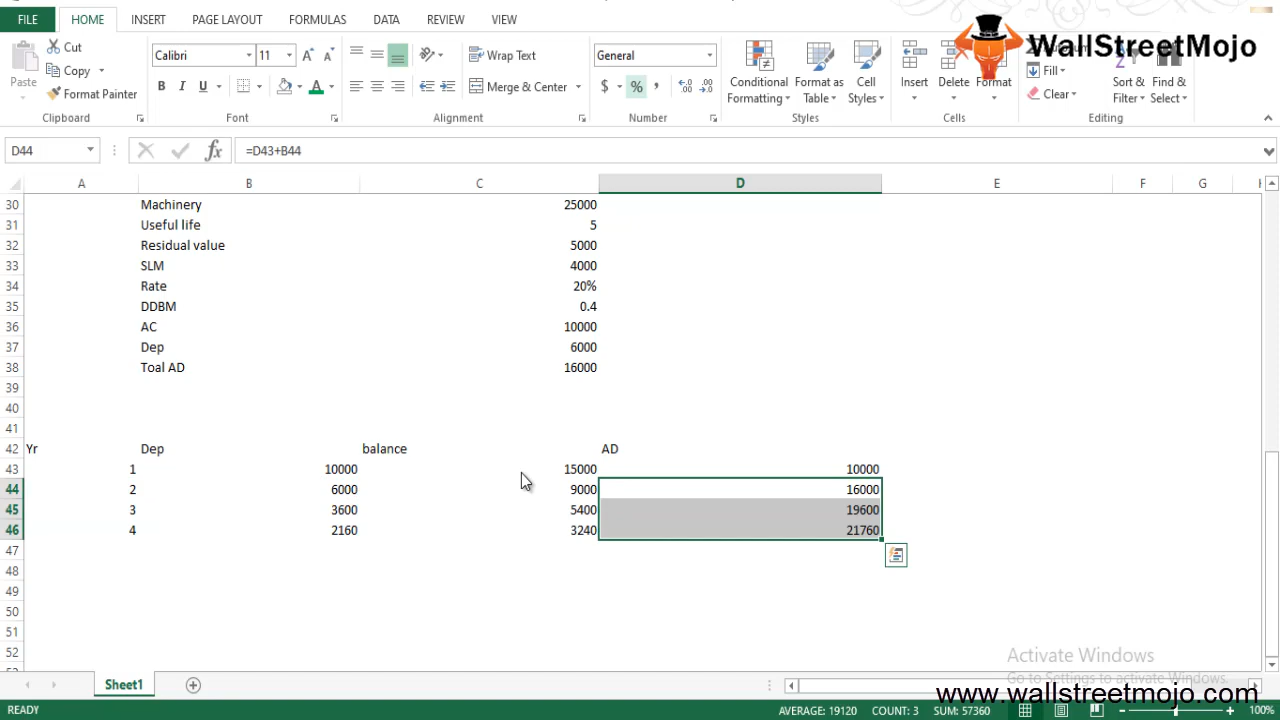 FILE HOME INSERT PAGE LAYOUT FORMULAS DATA REVIEW VIEW
WallStreetMojo
Paste Cut Copy Format Painter
Calibri 11 B I U A A A
Wrap Text Merge & Center
General $ %
Conditional Formatting Format as Table Cell Styles
Insert Delete Format
Fill Clear Sort & Filter Find & Select
Clipboard Font Alignment Number Styles Cells Editing
D44 fx =D43+B44
A B C D E F G
30 Machinery 25000
31 Useful life 5
32 Residual value 5000
33 SLM 4000
34 Rate 20%
35 DDBM 0.4
36 AC 10000
37 Dep 6000
38 Toal AD 16000
39
40
41
42 Yr Dep balance AD
43 1 10000 15000 10000
44 2 6000 9000 16000
45 3 3600 5400 19600
46 4 2160 3240 21760
47
48
49
50
51
52
Activate Windows
Go to Settings to activate Windows.
Sheet1
www.wallstreetmojo.com
READY AVERAGE: 19120 COUNT: 3 SUM: 57360 100%